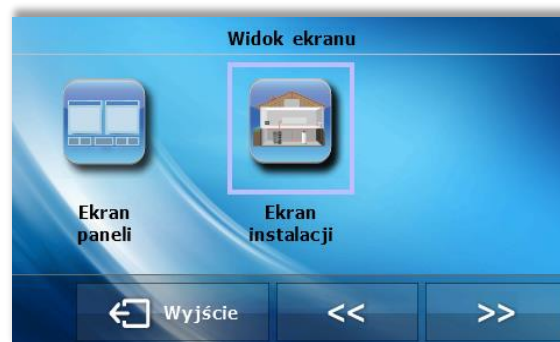 Widok ekranu
Ekran
paneli
Ekran
instalacji
Wyjście
<<
>>